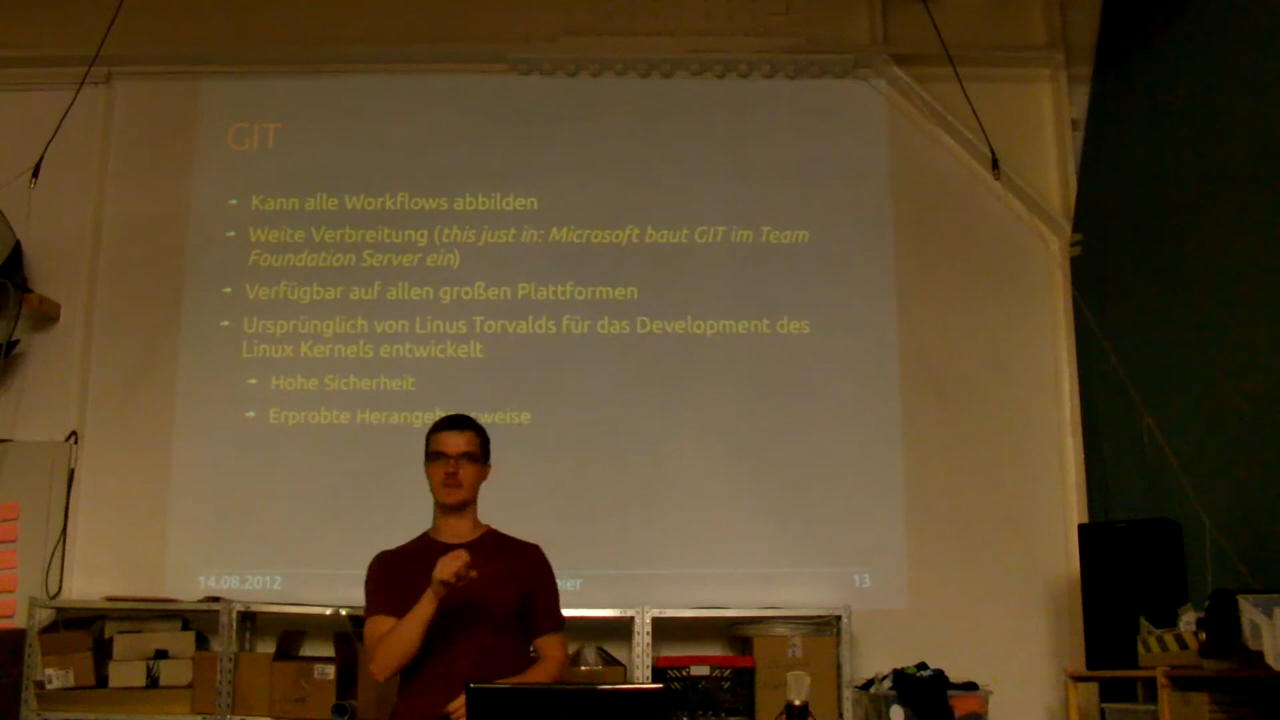 GIT
Kann alle Workflows abbilden
Weite Verbreitung (this just in: Microsoft baut GIT im Team
Foundation Server ein)
Verfügbar auf allen großen Plattformen
Ursprünglich von Linus Torvalds für das Development des
Linux Kernels entwickelt
Hohe Sicherheit
Erprobte Herangehensweise
14.08.2012
13